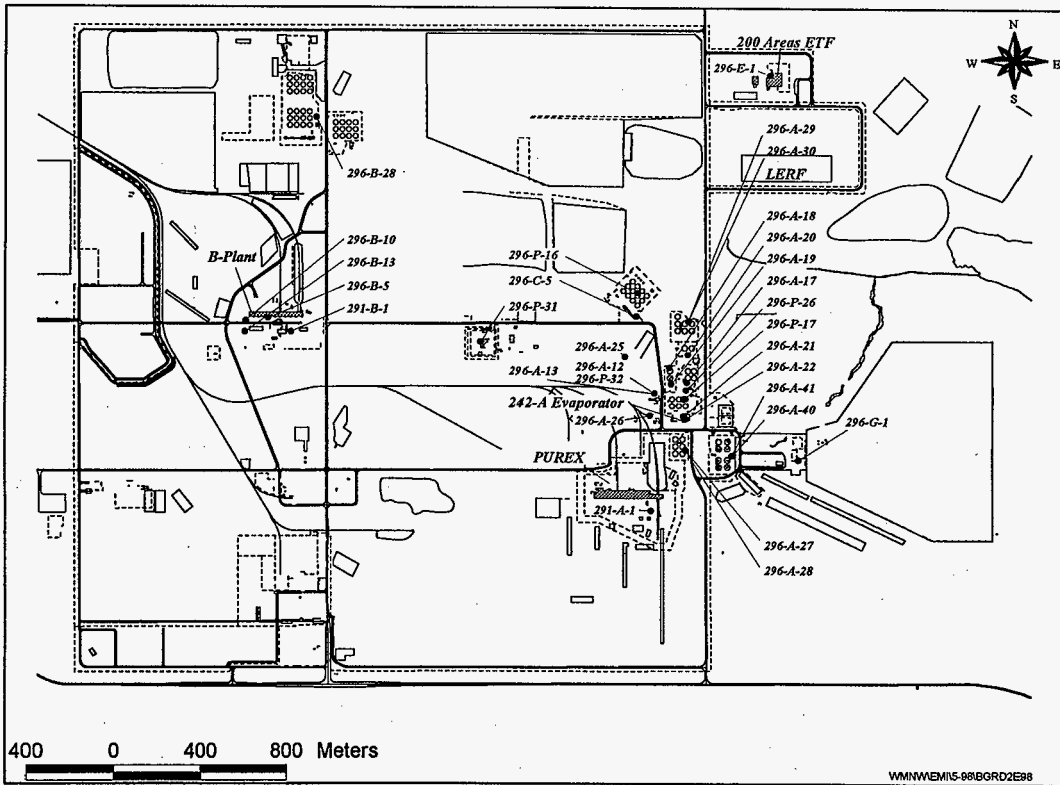 N
200 Areas ETF
296-E-1
W E
S
296-A-29
296-A-30
296-B-28
LERF
296-A-18
296-B-10
296-A-20
B-Plant
296-P-16
296-A-19
296-B-13
296-C-5
296-A-17
296-B-5
296-P-26
291-B-1
296-P-31
296-P-17
296-A-25
296-A-21
296-A-13
296-A-12
296-A-22
296-P-32
296-A-41
242-A Evaporator
296-A-40
296-A-26
296-G-1
PUREX
291-A-1
296-A-27
296-A-28
400 0 400 800 Meters
WMNW\EMI\5-98\BGRD2E98